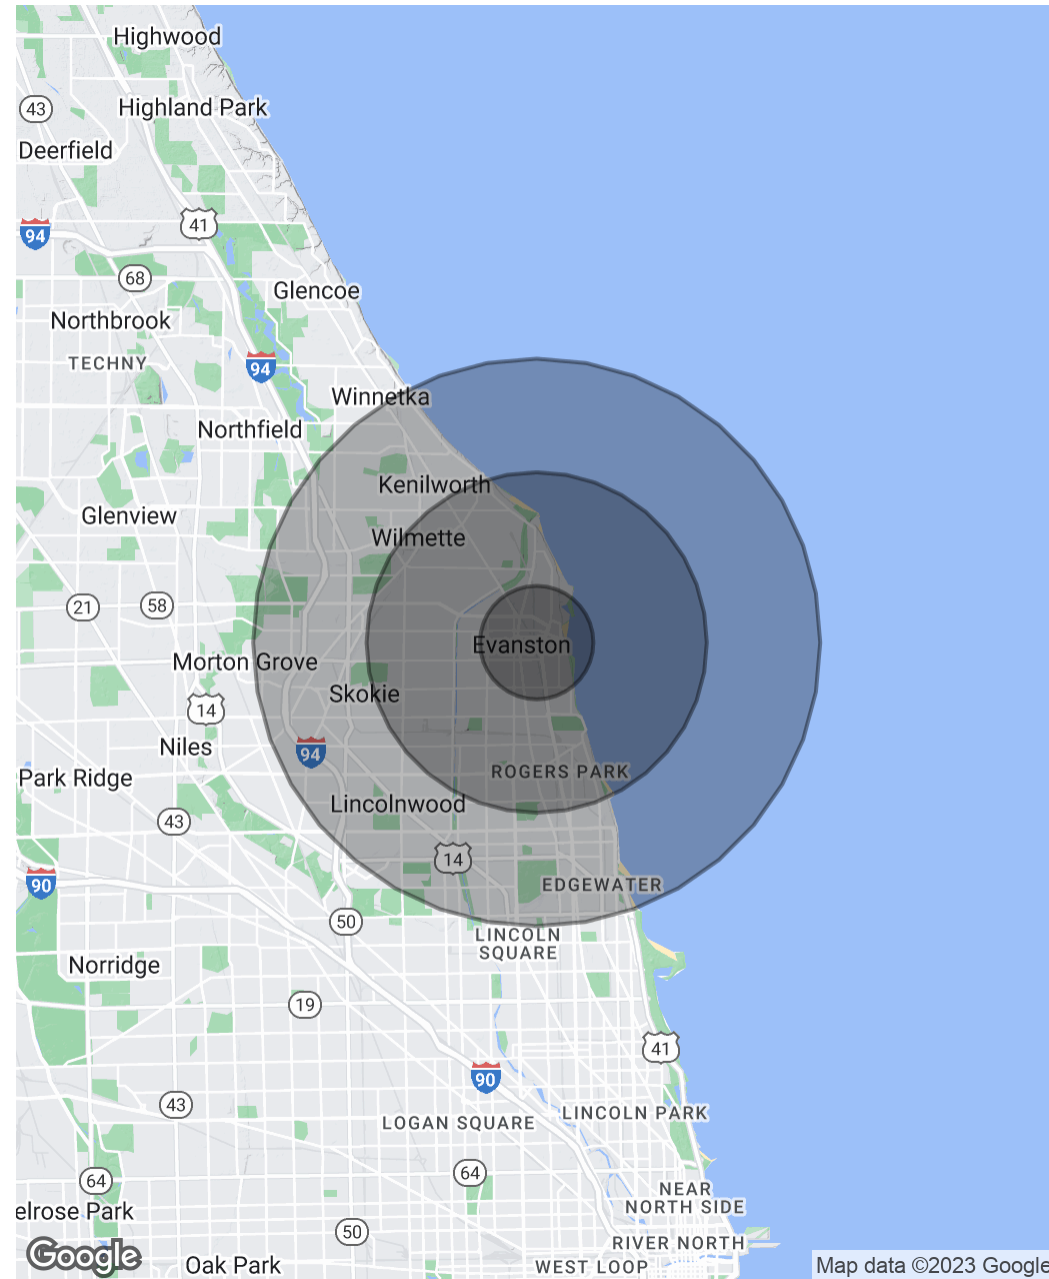 Highwood
Highland Park
43
Deerfield
41
94
68
Glencoe
Northbrook
TECHNY
94
Winnetka
Northfield
Kenilworth
Glenview
Wilmette
21
58
Evanston
Morton Grove
Skokie
14
Niles
94
ROGERS PARK
Park Ridge
Lincolnwood
43
14
90
EDGEWATER
50
LINCOLN
SQUARE
Norridge
19
41
90
43
LINCOLN PARK
LOGAN SQUARE
64
64
NEAR
NORTH SIDE
elrose Park
50
RIVER NORTH
Google
Oak Park
WEST LOOP
Map data ©2023 Google